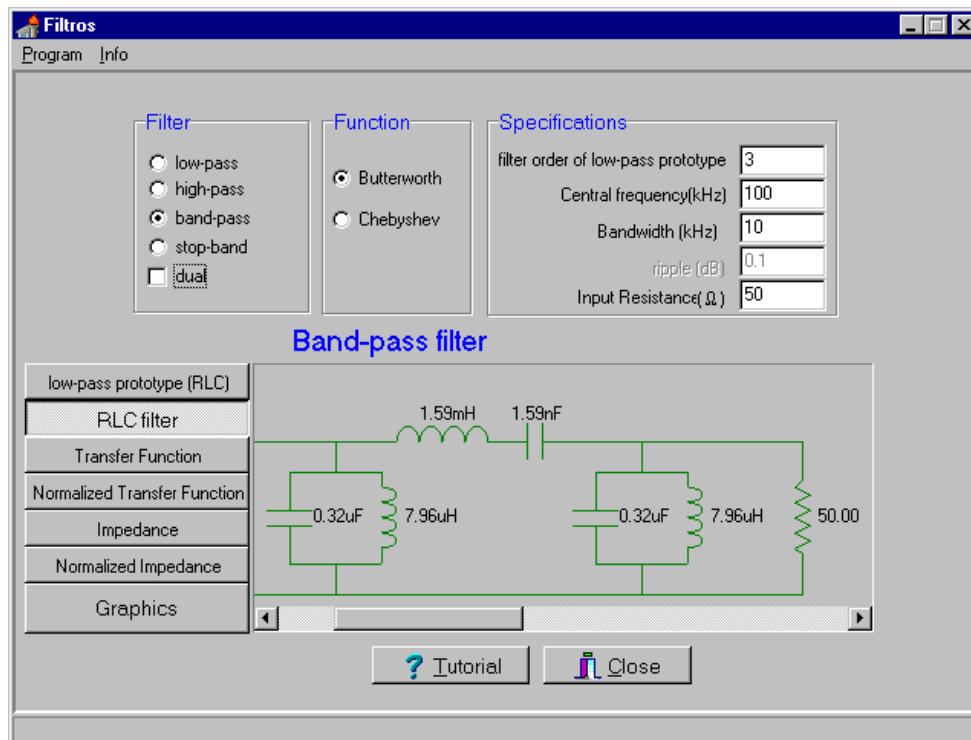 Filtros
Program Info
Filter
low-pass
high-pass
band-pass
stop-band
dual
Function
Butterworth
Chebyshev
Specifications
filter order of low-pass prototype 3
Central frequency(kHz) 100
Bandwidth (kHz) 10
ripple (dB) 0.1
Input Resistance(Ω) 50
Band-pass filter
low-pass prototype (RLC)
RLC filter
Transfer Function
Normalized Transfer Function
Impedance
Normalized Impedance
Graphics
1.59mH 1.59nF
0.32uF 7.96uH 0.32uF 7.96uH 50.00
? Tutorial
Close